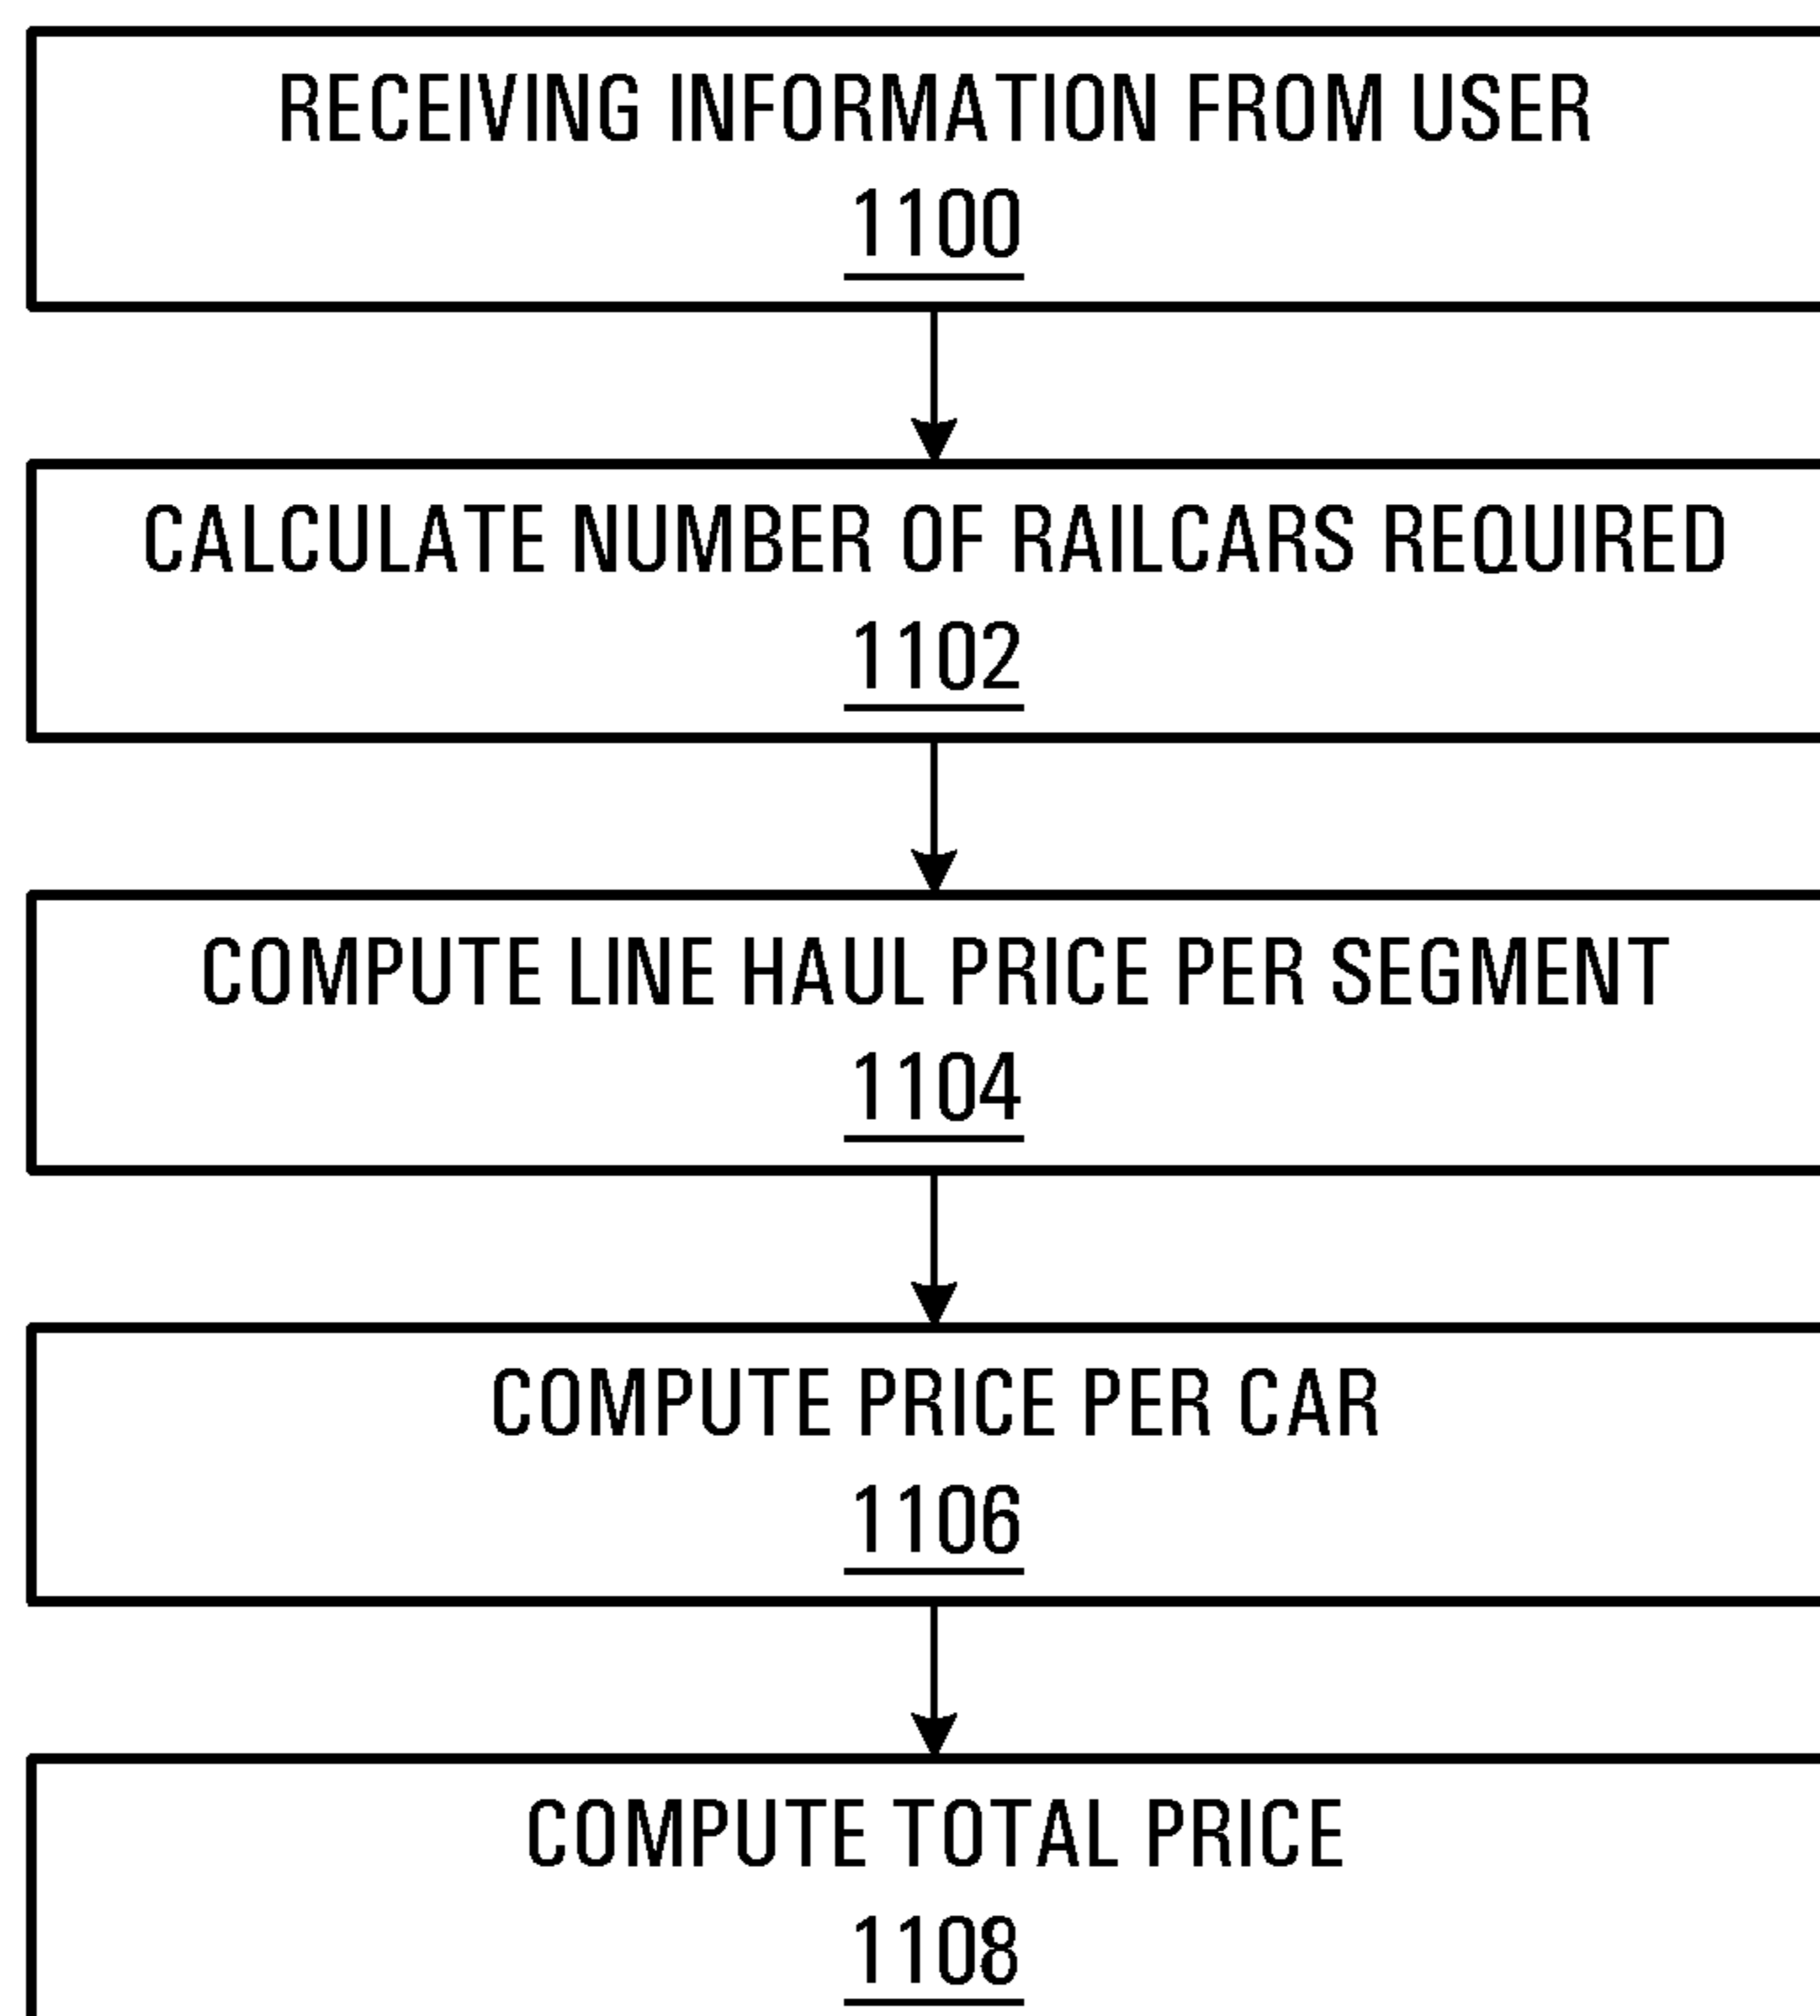 RECEIVING INFORMATION FROM USER
1100
CALCULATE NUMBER OF RAILCARS REQUIRED
1102
COMPUTE LINE HAUL PRICE PER SEGMENT
1104
COMPUTE PRICE PER CAR
1106
COMPUTE TOTAL PRICE
1108